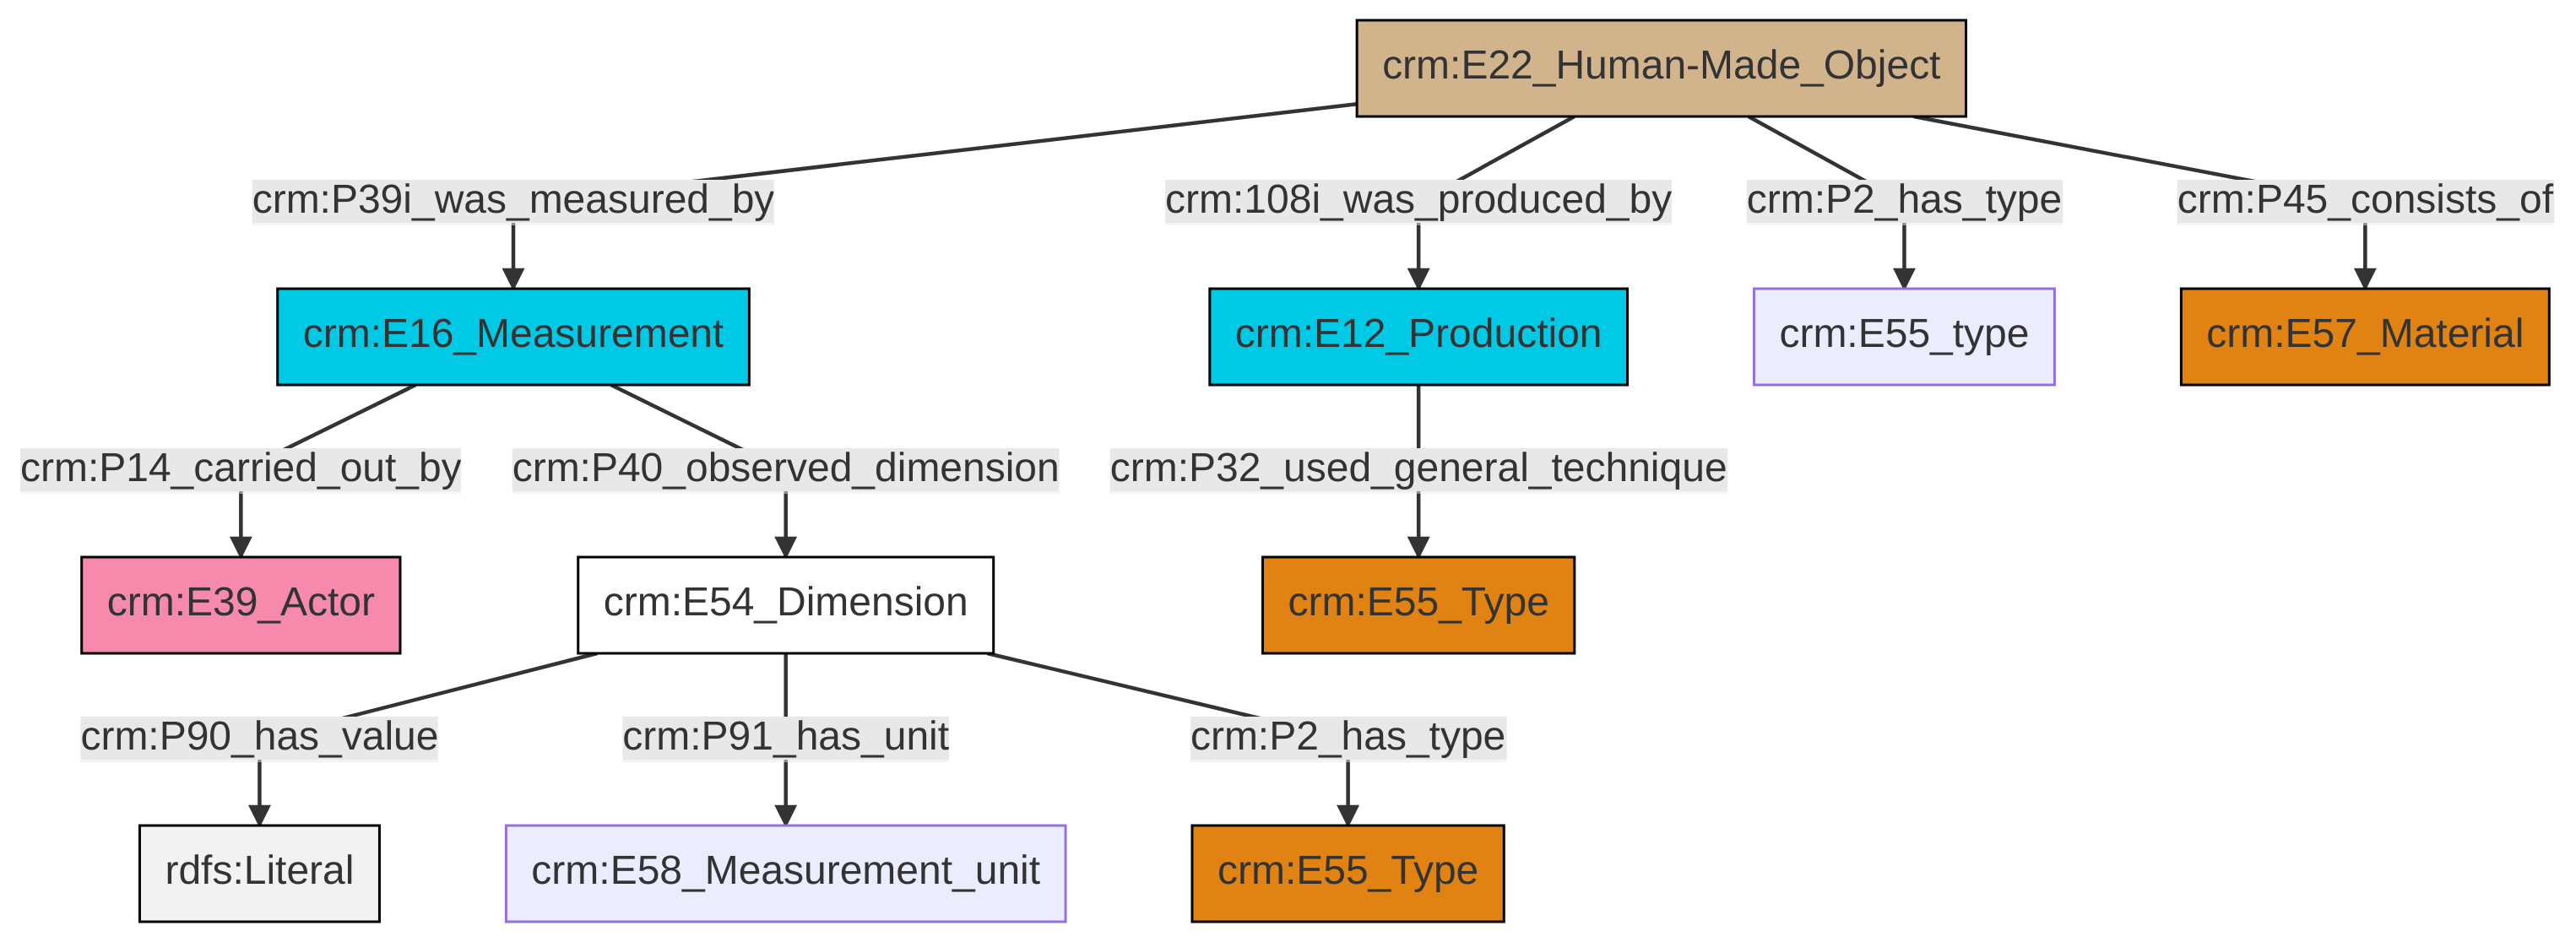 crm:E22_Human-Made_Object
crm:P39i_was_measured_by
crm:108i_was_produced_by
crm:P2_has_type
crm:P45_consists_of
crm:E16_Measurement
crm:E12_Production
crm:E55_type
crm:E57_Material
crm:P14_carried_out_by
crm:P40_observed_dimension
crm:P32_used_general_technique
crm:E39_Actor
crm:E54_Dimension
crm:E55_Type
crm:P90_has_value
crm:P91_has_unit
crm:P2_has_type
rdfs:Literal
crm:E58_Measurement_unit
crm:E55_Type